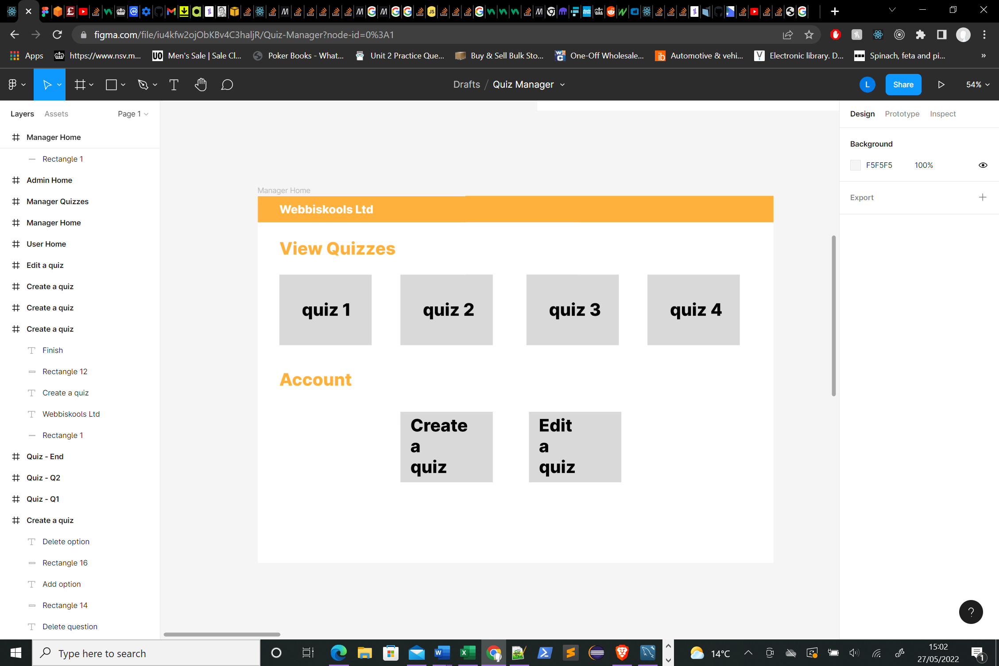 figma.com/file/iu4kfw2ojObKBv4C3haljR/Quiz-Manager?node-id=0%3A1
Apps https://www.nsv.m... Men's Sale | Sale Cl... Poker Books - What... Unit 2 Practice Que... Buy & Sell Bulk Sto... One-Off Wholesale... Automotive & vehi... Electronic library. D... Spinach, feta and pi... »
Drafts / Quiz Manager L Share 54%
Layers Assets Page 1
Manager Home
Rectangle 1
Admin Home
Manager Quizzes
Manager Home
User Home
Edit a quiz
Create a quiz
Create a quiz
Create a quiz
Finish
Rectangle 12
Create a quiz
Webbiskools Ltd
Rectangle 1
Quiz - End
Quiz - Q2
Quiz - Q1
Create a quiz
Delete option
Rectangle 16
Add option
Rectangle 14
Delete question
Manager Home
Webbiskools Ltd
View Quizzes
quiz 1 quiz 2 quiz 3 quiz 4
Account
Create
a
quiz
Edit
a
quiz
Design Prototype Inspect
Background
F5F5F5 100%
Export
?
Type here to search
14°C
15:02
27/05/2022
1